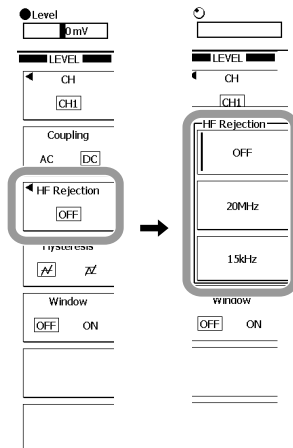 Level
0 mV
LEVEL
CH
CH1
Coupling
AC DC
HF Rejection
OFF
Hysteresis
Window
OFF ON
LEVEL
CH
CH1
HF Rejection
OFF
20MHz
15kHz
Window
OFF ON